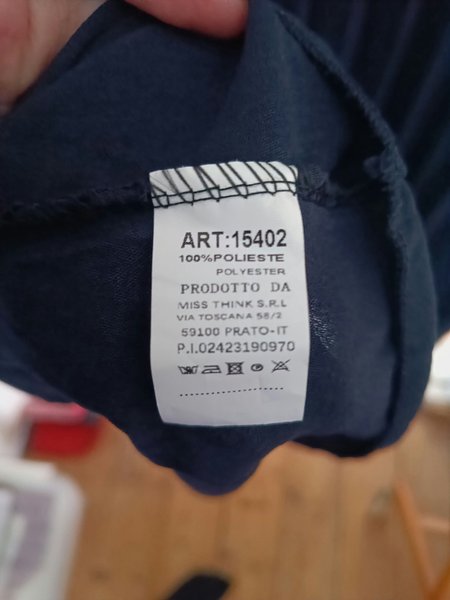 ART:15402
100%POLIESTE
POLYESTER
PRODOTTO DA
MISS THINK S.R.L
VIA TOSCANA 58/2
59100 PRATO-IT
P.I.02423190970